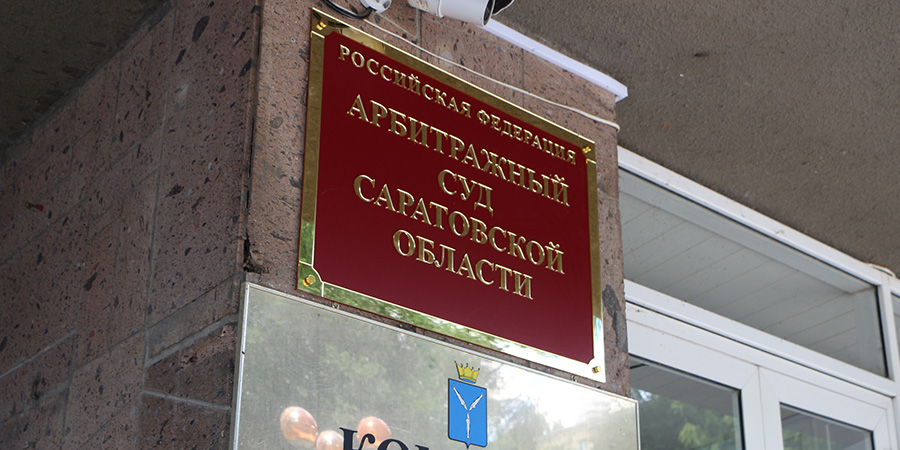 РОССИЙСКАЯ ФЕДЕРАЦИЯ
АРБИТРАЖНЫЙ
СУД
САРАТОВСКОЙ
ОБЛАСТИ